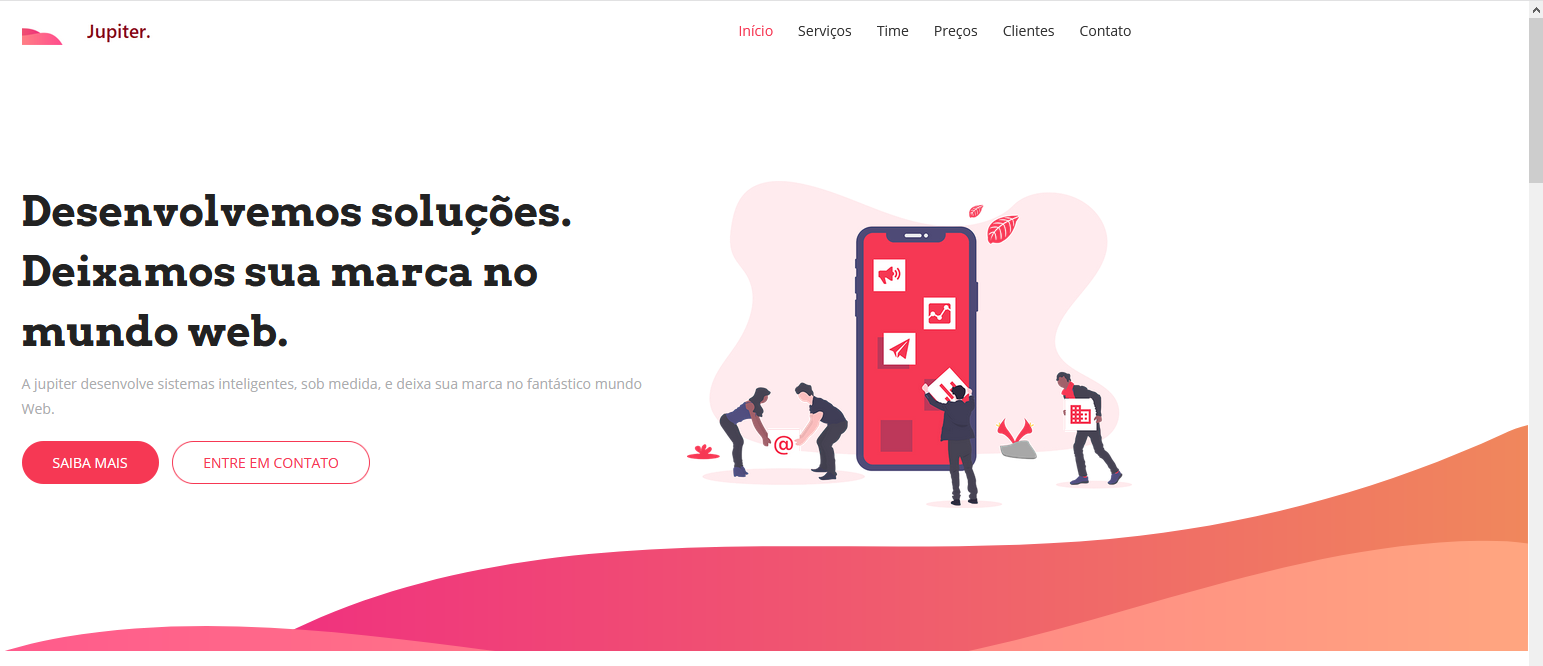 Jupiter.
Início Serviços Time Preços Clientes Contato
Desenvolvemos soluções.
Deixamos sua marca no
mundo web.
A jupiter desenvolve sistemas inteligentes, sob medida, e deixa sua marca no fantástico mundo
Web.
SAIBA MAIS ENTRE EM CONTATO
@